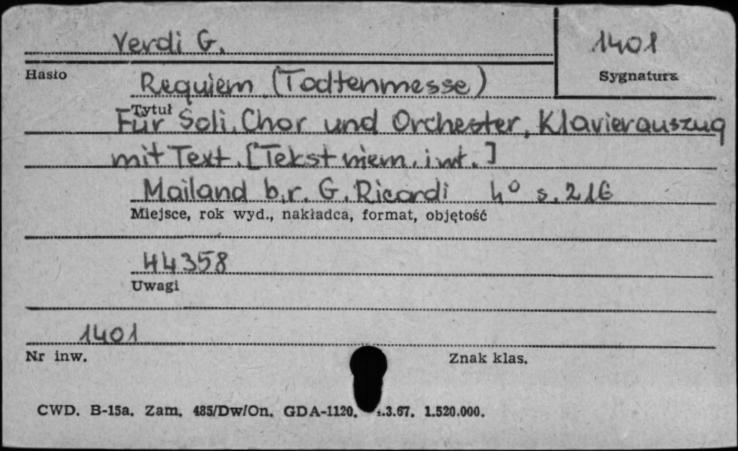 Verdi G.
1401
Hasło
Sygnatura
Requiem (Todtenmesse)
Tytuł
Für Soli, Chor und Orchester, Klavierauszug
mit Text. [Tekst niem. i wł.]
Mailand b.r. G. Ricordi 4° s. 216
Miejsce, rok wyd., nakładca, format, objętość
44358
Uwagi
1401
Nr inw.
Znak klas.
CWD. B-15a. Zam. 485/Dw/On. GDA-1120. .3.67. 1.520.000.